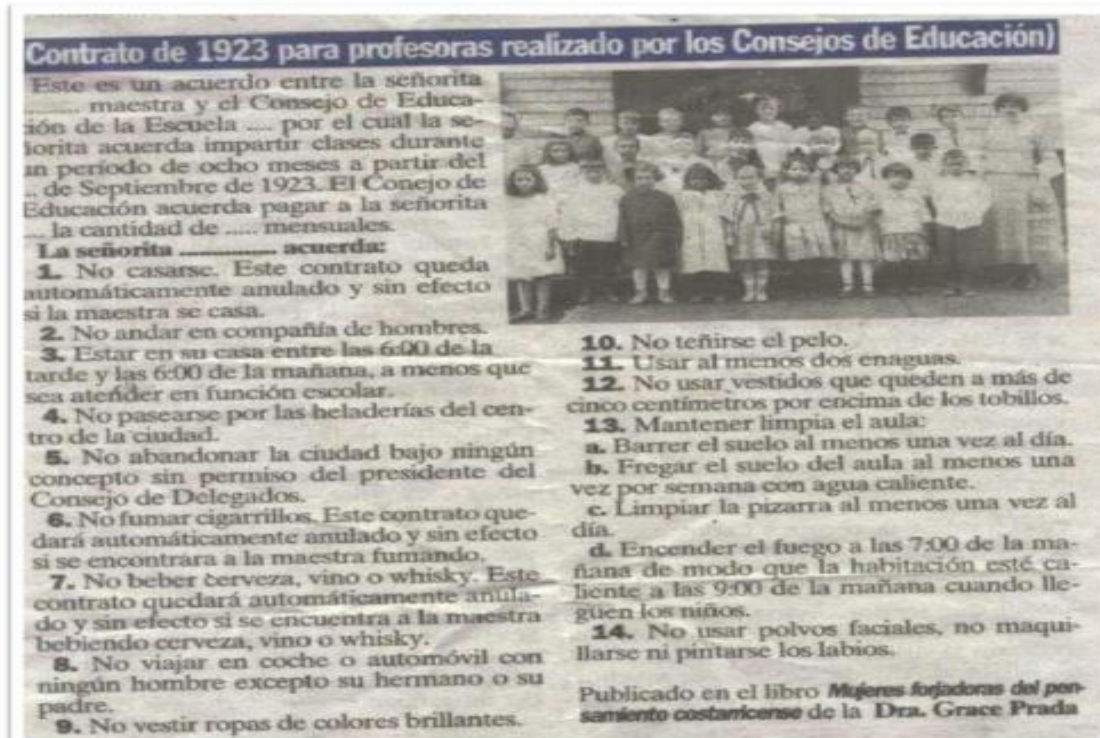 Contrato de 1923 para profesoras realizado por los Consejos de Educación)
Este es un acuerdo entre la señorita
........ maestra y el Consejo de Educa-
ción de la Escuela .... por el cual la se-
ñorita acuerda impartir clases durante
un período de ocho meses a partir del
.. de Septiembre de 1923. El Conejo de
Educación acuerda pagar a la señorita
... la cantidad de ..... mensuales.
La señorita .............. acuerda:
1. No casarse. Este contrato queda
automáticamente anulado y sin efecto
si la maestra se casa.
2. No andar en compañía de hombres.
3. Estar en su casa entre las 6:00 de la
tarde y las 6:00 de la mañana, a menos que
sea atender en función escolar.
4. No pasearse por las heladerías del cen-
tro de la ciudad.
5. No abandonar la ciudad bajo ningún
concepto sin permiso del presidente del
Consejo de Delegados.
6. No fumar cigarrillos. Este contrato que-
dará automáticamente anulado y sin efecto
si se encontrara a la maestra fumando.
7. No beber cerveza, vino o whisky. Este
contrato quedará automáticamente anula-
do y sin efecto si se encuentra a la maestra
bebiendo cerveza, vino o whisky.
8. No viajar en coche o automóvil con
ningún hombre excepto su hermano o su
padre.
9. No vestir ropas de colores brillantes.
10. No teñirse el pelo.
11. Usar al menos dos enaguas.
12. No usar vestidos que queden a más de
cinco centímetros por encima de los tobillos.
13. Mantener limpia el aula:
a. Barrer el suelo al menos una vez al día.
b. Fregar el suelo del aula al menos una
vez por semana con agua caliente.
c. Limpiar la pizarra al menos una vez al
día.
d. Encender el fuego a las 7:00 de la ma-
ñana de modo que la habitación esté ca-
liente a las 9:00 de la mañana cuando lle-
guen los niños.
14. No usar polvos faciales, no maqui-
llarse ni pintarse los labios.
Publicado en el libro Mujeres forjadoras del pen-
samiento costarricense de la Dra. Grace Prada